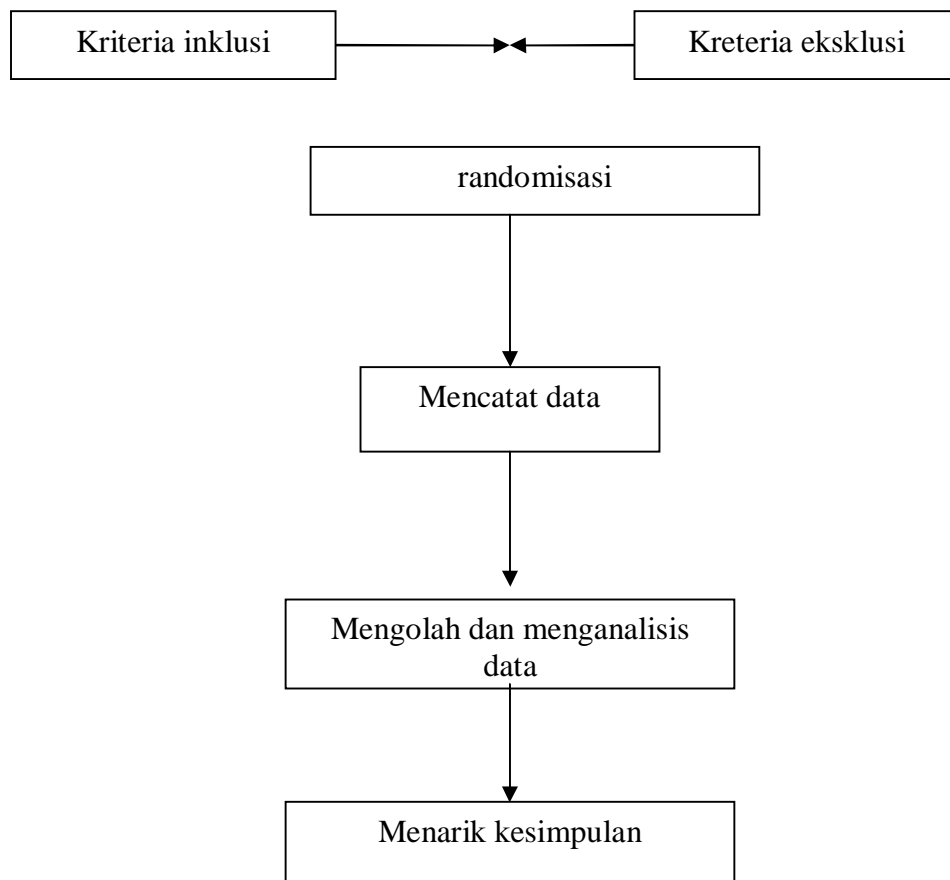 Kriteria inklusi
Kreteria eksklusi
randomisasi
Mencatat data
Mengolah dan menganalisis
data
Menarik kesimpulan